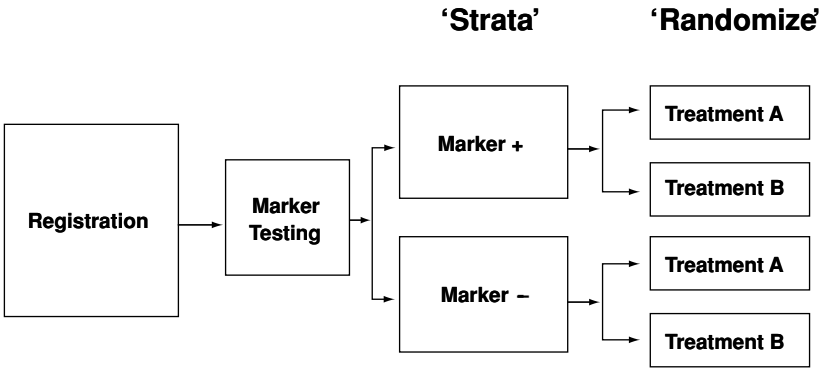 ‘Strata’ ‘Randomize’
Registration
Marker
Testing
Marker +
Marker –
Treatment A
Treatment B
Treatment A
Treatment B